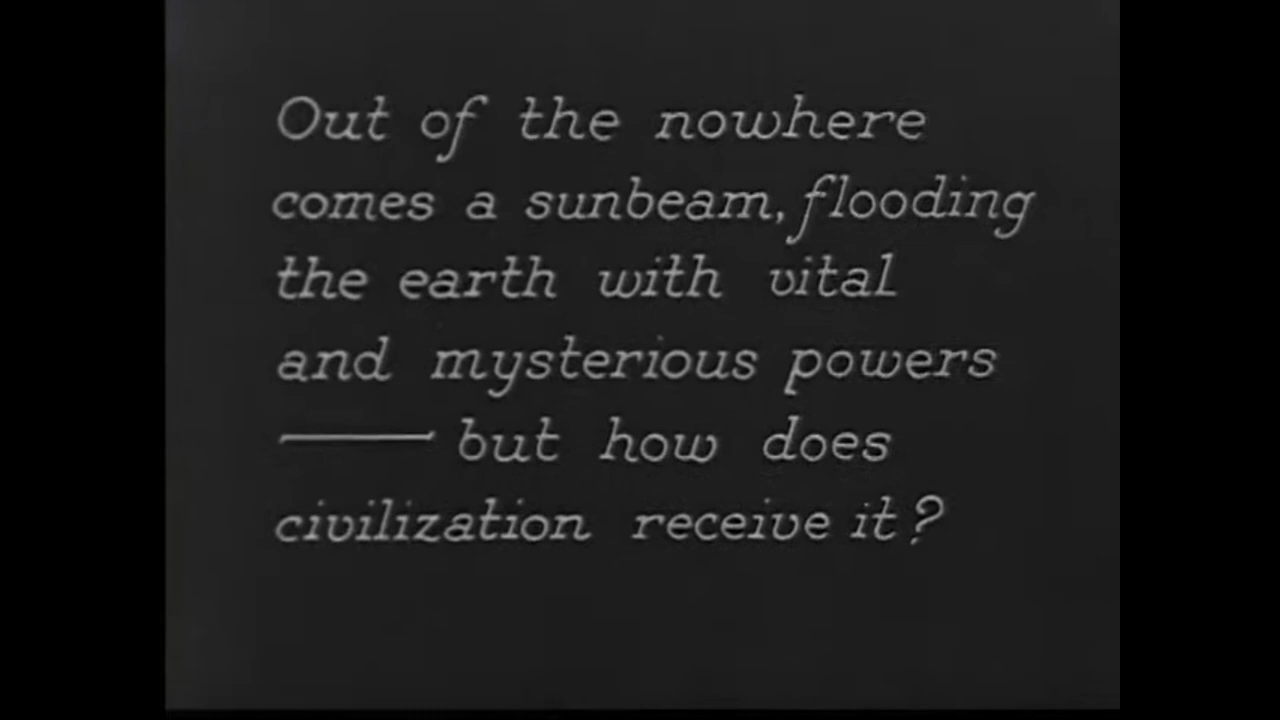 Out of the nowhere
comes a sunbeam, flooding
the earth with vital
and mysterious powers
— but how does
civilization receive it?